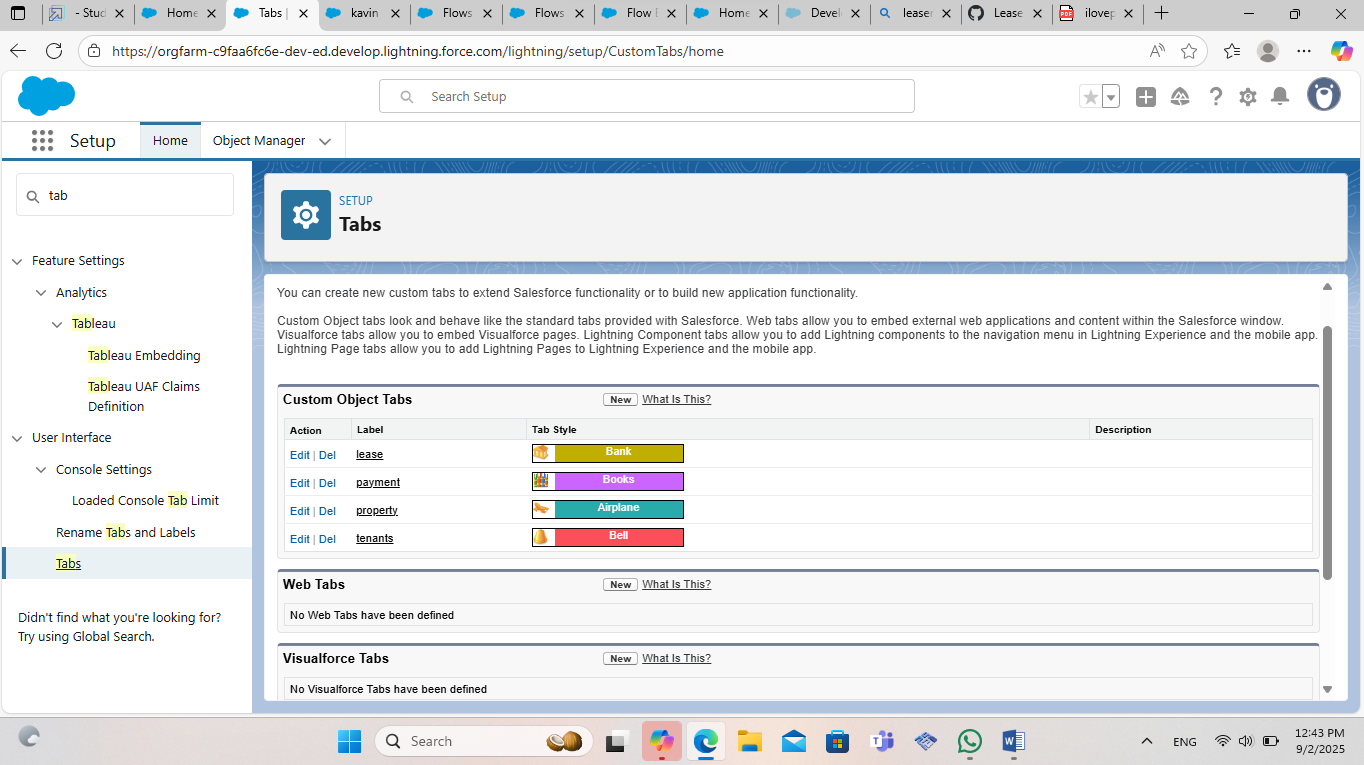 - Stud
Home
Tabs |
kavin
Flows
Flows
Flow
Home
Devel
lease
Lease
ilovep
https://orgfarm-c9faa6fc6e-dev-ed.develop.lightning.force.com/lightning/setup/CustomTabs/home
Search Setup
Setup
Home
Object Manager
tab
SETUP
Tabs
Feature Settings
Analytics
Tableau
Tableau Embedding
Tableau UAF Claims
Definition
User Interface
Console Settings
Loaded Console Tab Limit
Rename Tabs and Labels
Tabs
Didn't find what you're looking for?
Try using Global Search.
You can create new custom tabs to extend Salesforce functionality or to build new application functionality.
Custom Object tabs look and behave like the standard tabs provided with Salesforce. Web tabs allow you to embed external web applications and content within the Salesforce window.
Visualforce tabs allow you to embed Visualforce pages. Lightning Component tabs allow you to add Lightning components to the navigation menu in Lightning Experience and the mobile app.
Lightning Page tabs allow you to add Lightning Pages to Lightning Experience and the mobile app.
Custom Object Tabs New What Is This?
Action Label Tab Style Description
Edit | Del lease Bank
Edit | Del payment Books
Edit | Del property Airplane
Edit | Del tenants Bell
Web Tabs New What Is This?
No Web Tabs have been defined
Visualforce Tabs New What Is This?
No Visualforce Tabs have been defined
Search
ENG
12:43 PM
9/2/2025